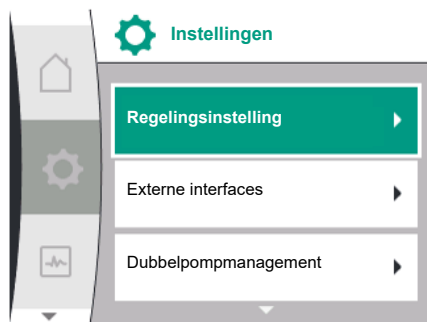 Instellingen
Regelingsinstelling
Externe interfaces
Dubbelpompmanagement